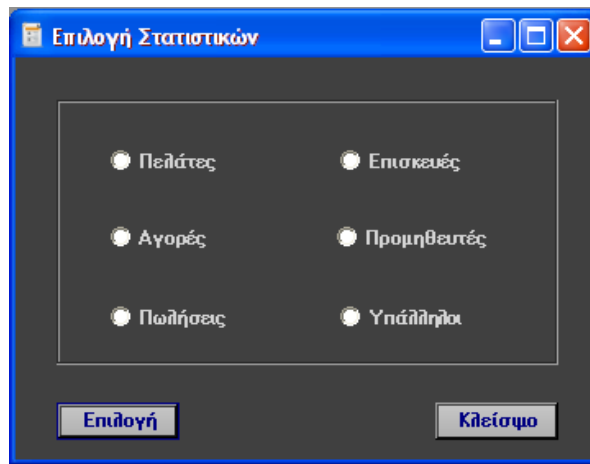 Επιλογή Στατιστικών
Πελάτες Επισκευές
Αγορές Προμηθευτές
Πωλήσεις Υπάλληλοι
Επιλογή Κλείσιμο